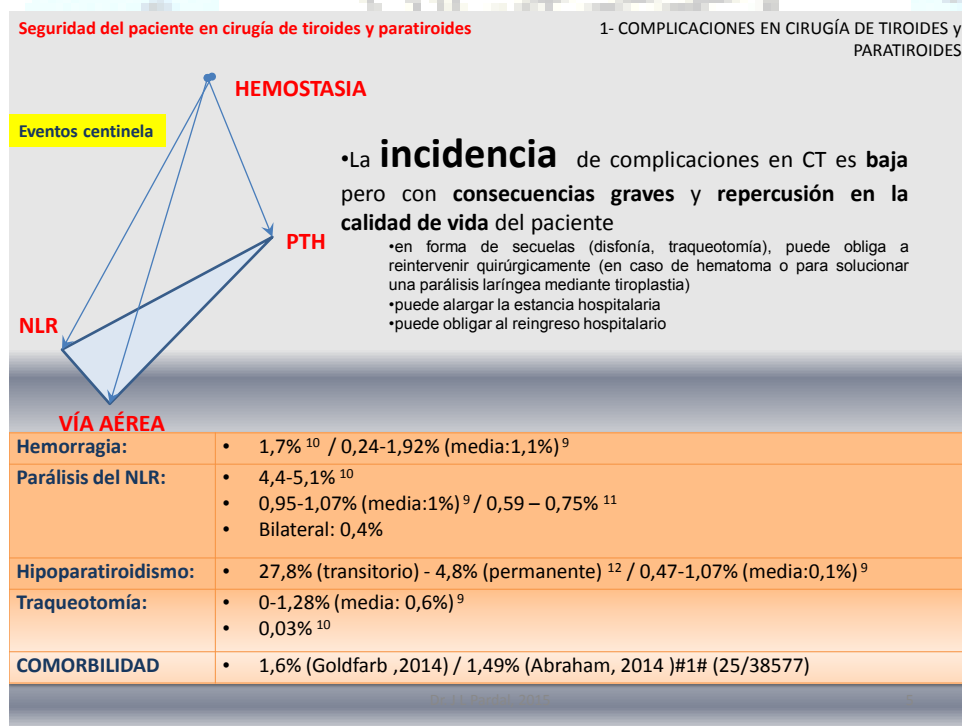 Seguridad del paciente en cirugía de tiroides y paratiroides
1- COMPLICACIONES EN CIRUGÍA DE TIROIDES y
PARATIROIDES
HEMOSTASIA
Eventos centinela
•La incidencia de complicaciones en CT es baja
pero con consecuencias graves y repercusión en la
calidad de vida del paciente
PTH
•en forma de secuelas (disfonía, traqueotomía), puede obliga a
reintervenir quirúrgicamente (en caso de hematoma o para solucionar
una parálisis laríngea mediante tiroplastia)
•puede alargar la estancia hospitalaria
•puede obligar al reingreso hospitalario
NLR
VÍA AÉREA
Hemorragia:
• 1,7% 10 / 0,24-1,92% (media:1,1%) 9
Parálisis del NLR:
• 4,4-5,1% 10
• 0,95-1,07% (media:1%) 9 / 0,59 – 0,75% 11
• Bilateral: 0,4%
Hipoparatiroidismo:
• 27,8% (transitorio) - 4,8% (permanente) 12 / 0,47-1,07% (media:0,1%) 9
Traqueotomía:
• 0-1,28% (media: 0,6%) 9
• 0,03% 10
COMORBILIDAD
• 1,6% (Goldfarb ,2014) / 1,49% (Abraham, 2014 )#1# (25/38577)
2015